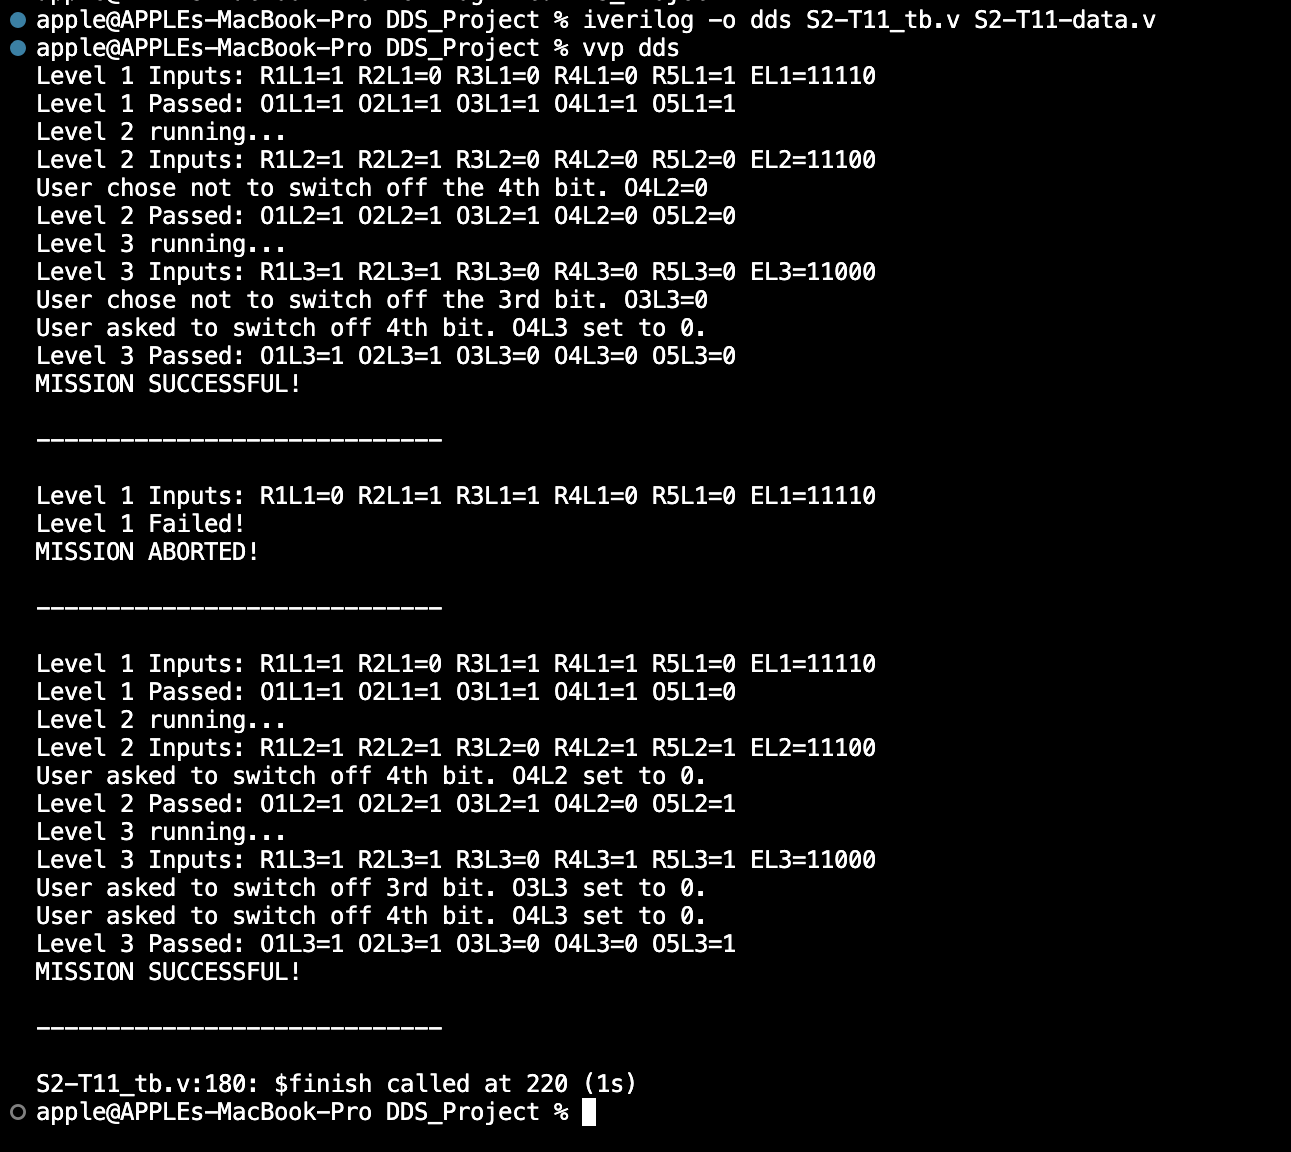 apple@APPLEs-MacBook-Pro DDS_Project % iverilog -o dds S2-T11_tb.v S2-T11-data.v
apple@APPLEs-MacBook-Pro DDS_Project % vvp dds
Level 1 Inputs: R1L1=1 R2L1=0 R3L1=0 R4L1=0 R5L1=1 EL1=11110
Level 1 Passed: O1L1=1 O2L1=1 O3L1=1 O4L1=1 O5L1=1
Level 2 running...
Level 2 Inputs: R1L2=1 R2L2=1 R3L2=0 R4L2=0 R5L2=0 EL2=11100
User chose not to switch off the 4th bit. O4L2=0
Level 2 Passed: O1L2=1 O2L2=1 O3L2=1 O4L2=0 O5L2=0
Level 3 running...
Level 3 Inputs: R1L3=1 R2L3=1 R3L3=0 R4L3=0 R5L3=0 EL3=11000
User chose not to switch off the 3rd bit. O3L3=0
User asked to switch off 4th bit. O4L3 set to 0.
Level 3 Passed: O1L3=1 O2L3=1 O3L3=0 O4L3=0 O5L3=0
MISSION SUCCESSFUL!
-----------------------------
Level 1 Inputs: R1L1=0 R2L1=1 R3L1=1 R4L1=0 R5L1=0 EL1=11110
Level 1 Failed!
MISSION ABORTED!
-----------------------------
Level 1 Inputs: R1L1=1 R2L1=0 R3L1=1 R4L1=1 R5L1=0 EL1=11110
Level 1 Passed: O1L1=1 O2L1=1 O3L1=1 O4L1=1 O5L1=0
Level 2 running...
Level 2 Inputs: R1L2=1 R2L2=1 R3L2=0 R4L2=1 R5L2=1 EL2=11100
User asked to switch off 4th bit. O4L2 set to 0.
Level 2 Passed: O1L2=1 O2L2=1 O3L2=1 O4L2=0 O5L2=1
Level 3 running...
Level 3 Inputs: R1L3=1 R2L3=1 R3L3=0 R4L3=1 R5L3=1 EL3=11000
User asked to switch off 3rd bit. O3L3 set to 0.
User asked to switch off 4th bit. O4L3 set to 0.
Level 3 Passed: O1L3=1 O2L3=1 O3L3=0 O4L3=0 O5L3=1
MISSION SUCCESSFUL!
-----------------------------
S2-T11_tb.v:180: $finish called at 220 (1s)
apple@APPLEs-MacBook-Pro DDS_Project %